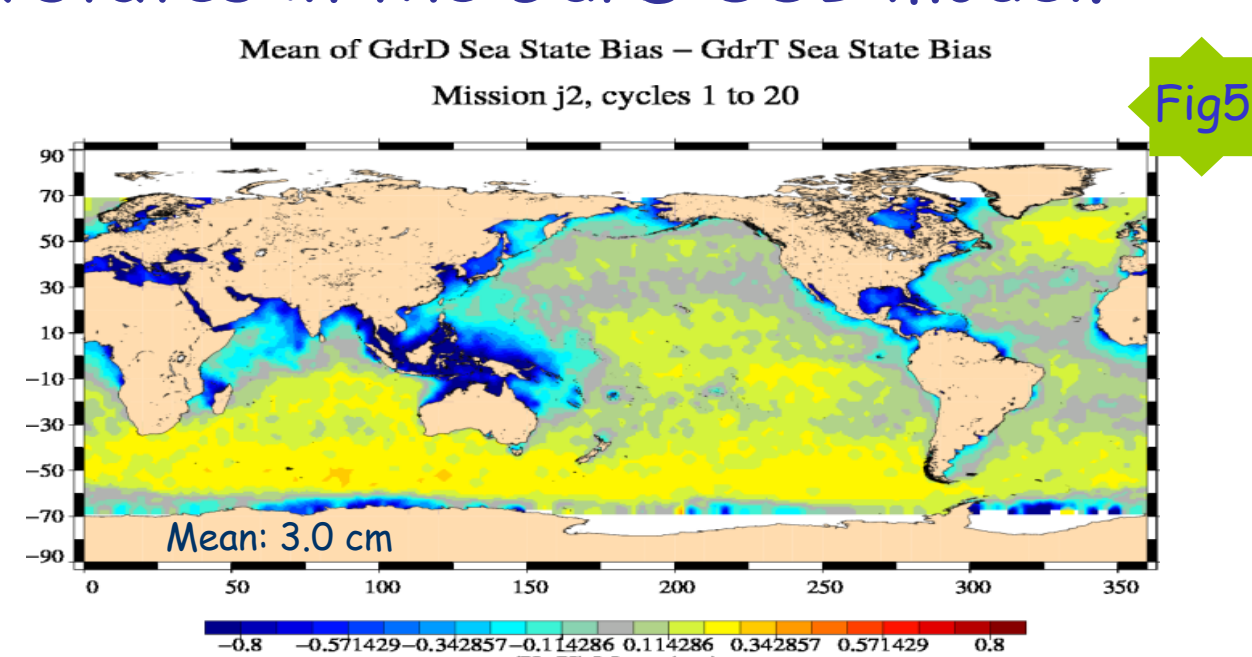 Mean of GdrD Sea State Bias – GdrT Sea State Bias
Mission j2, cycles 1 to 20
Fig5
90
70
50
30
10
−10
−30
−50
−70
−90
Mean: 3.0 cm
0 50 100 150 200 250 300 350
−0.8 −0.571429 −0.342857 −0.114286 0.114286 0.342857 0.571429 0.8